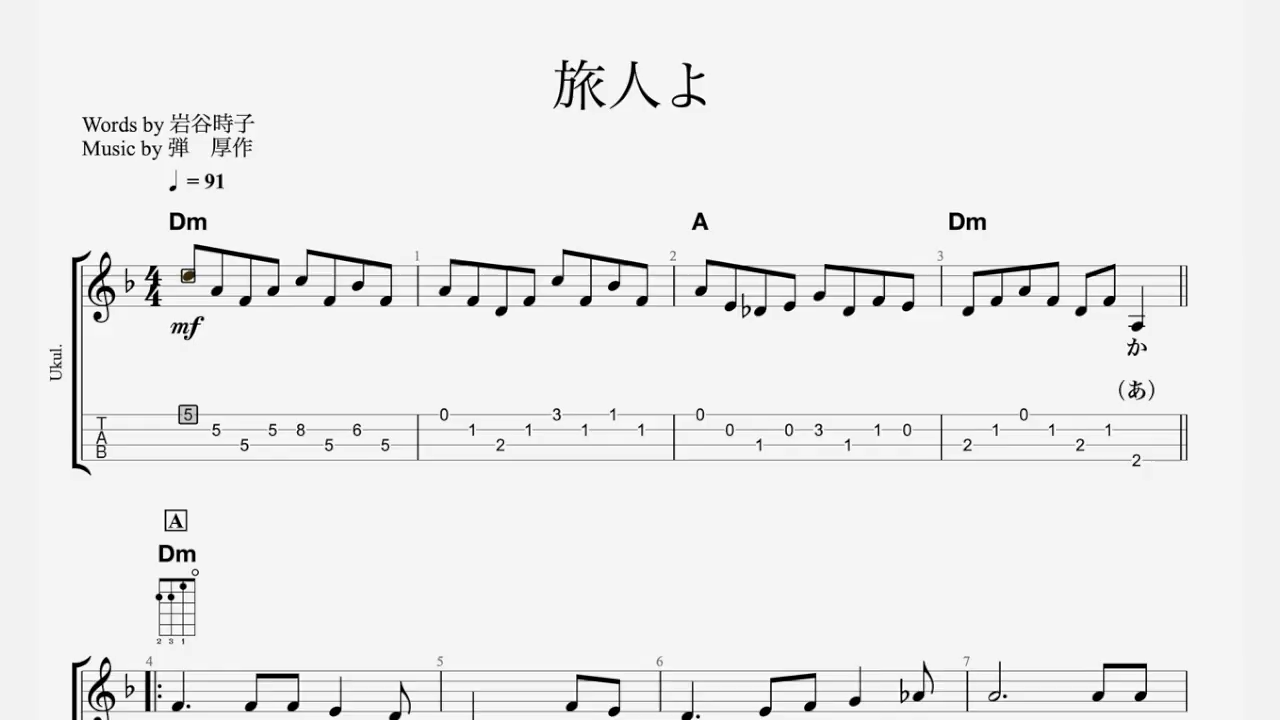 旅人よ
Words by 岩谷時子
Music by 弾　厚作
♩ = 91
Dm A Dm
1 2 3
4 4
mf
Ukul.
か
（あ）
T A B
5 5 5 5 8 5 6 5 0 1 2 1 3 1 1 1 0 0 1 0 3 1 1 0 2 1 0 1 2 1 2
A
Dm
2 3 1
4 5 6 7